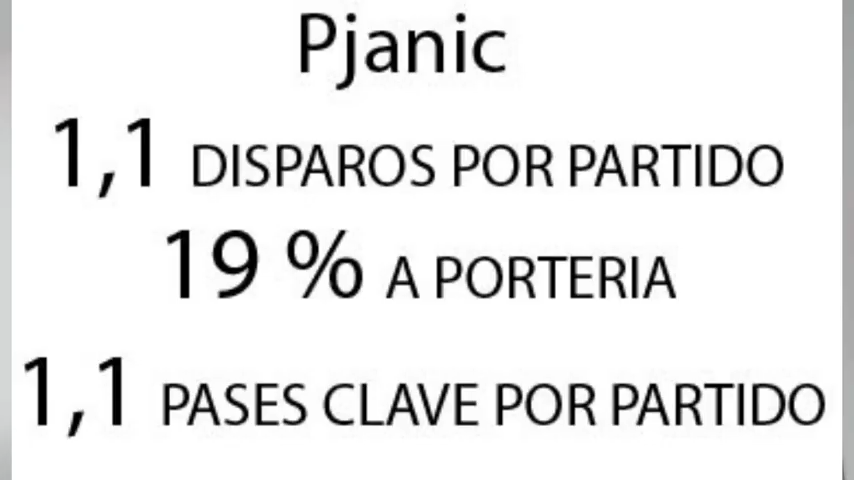 Pjanic
1,1 DISPAROS POR PARTIDO
19 % A PORTERIA
1,1 PASES CLAVE POR PARTIDO